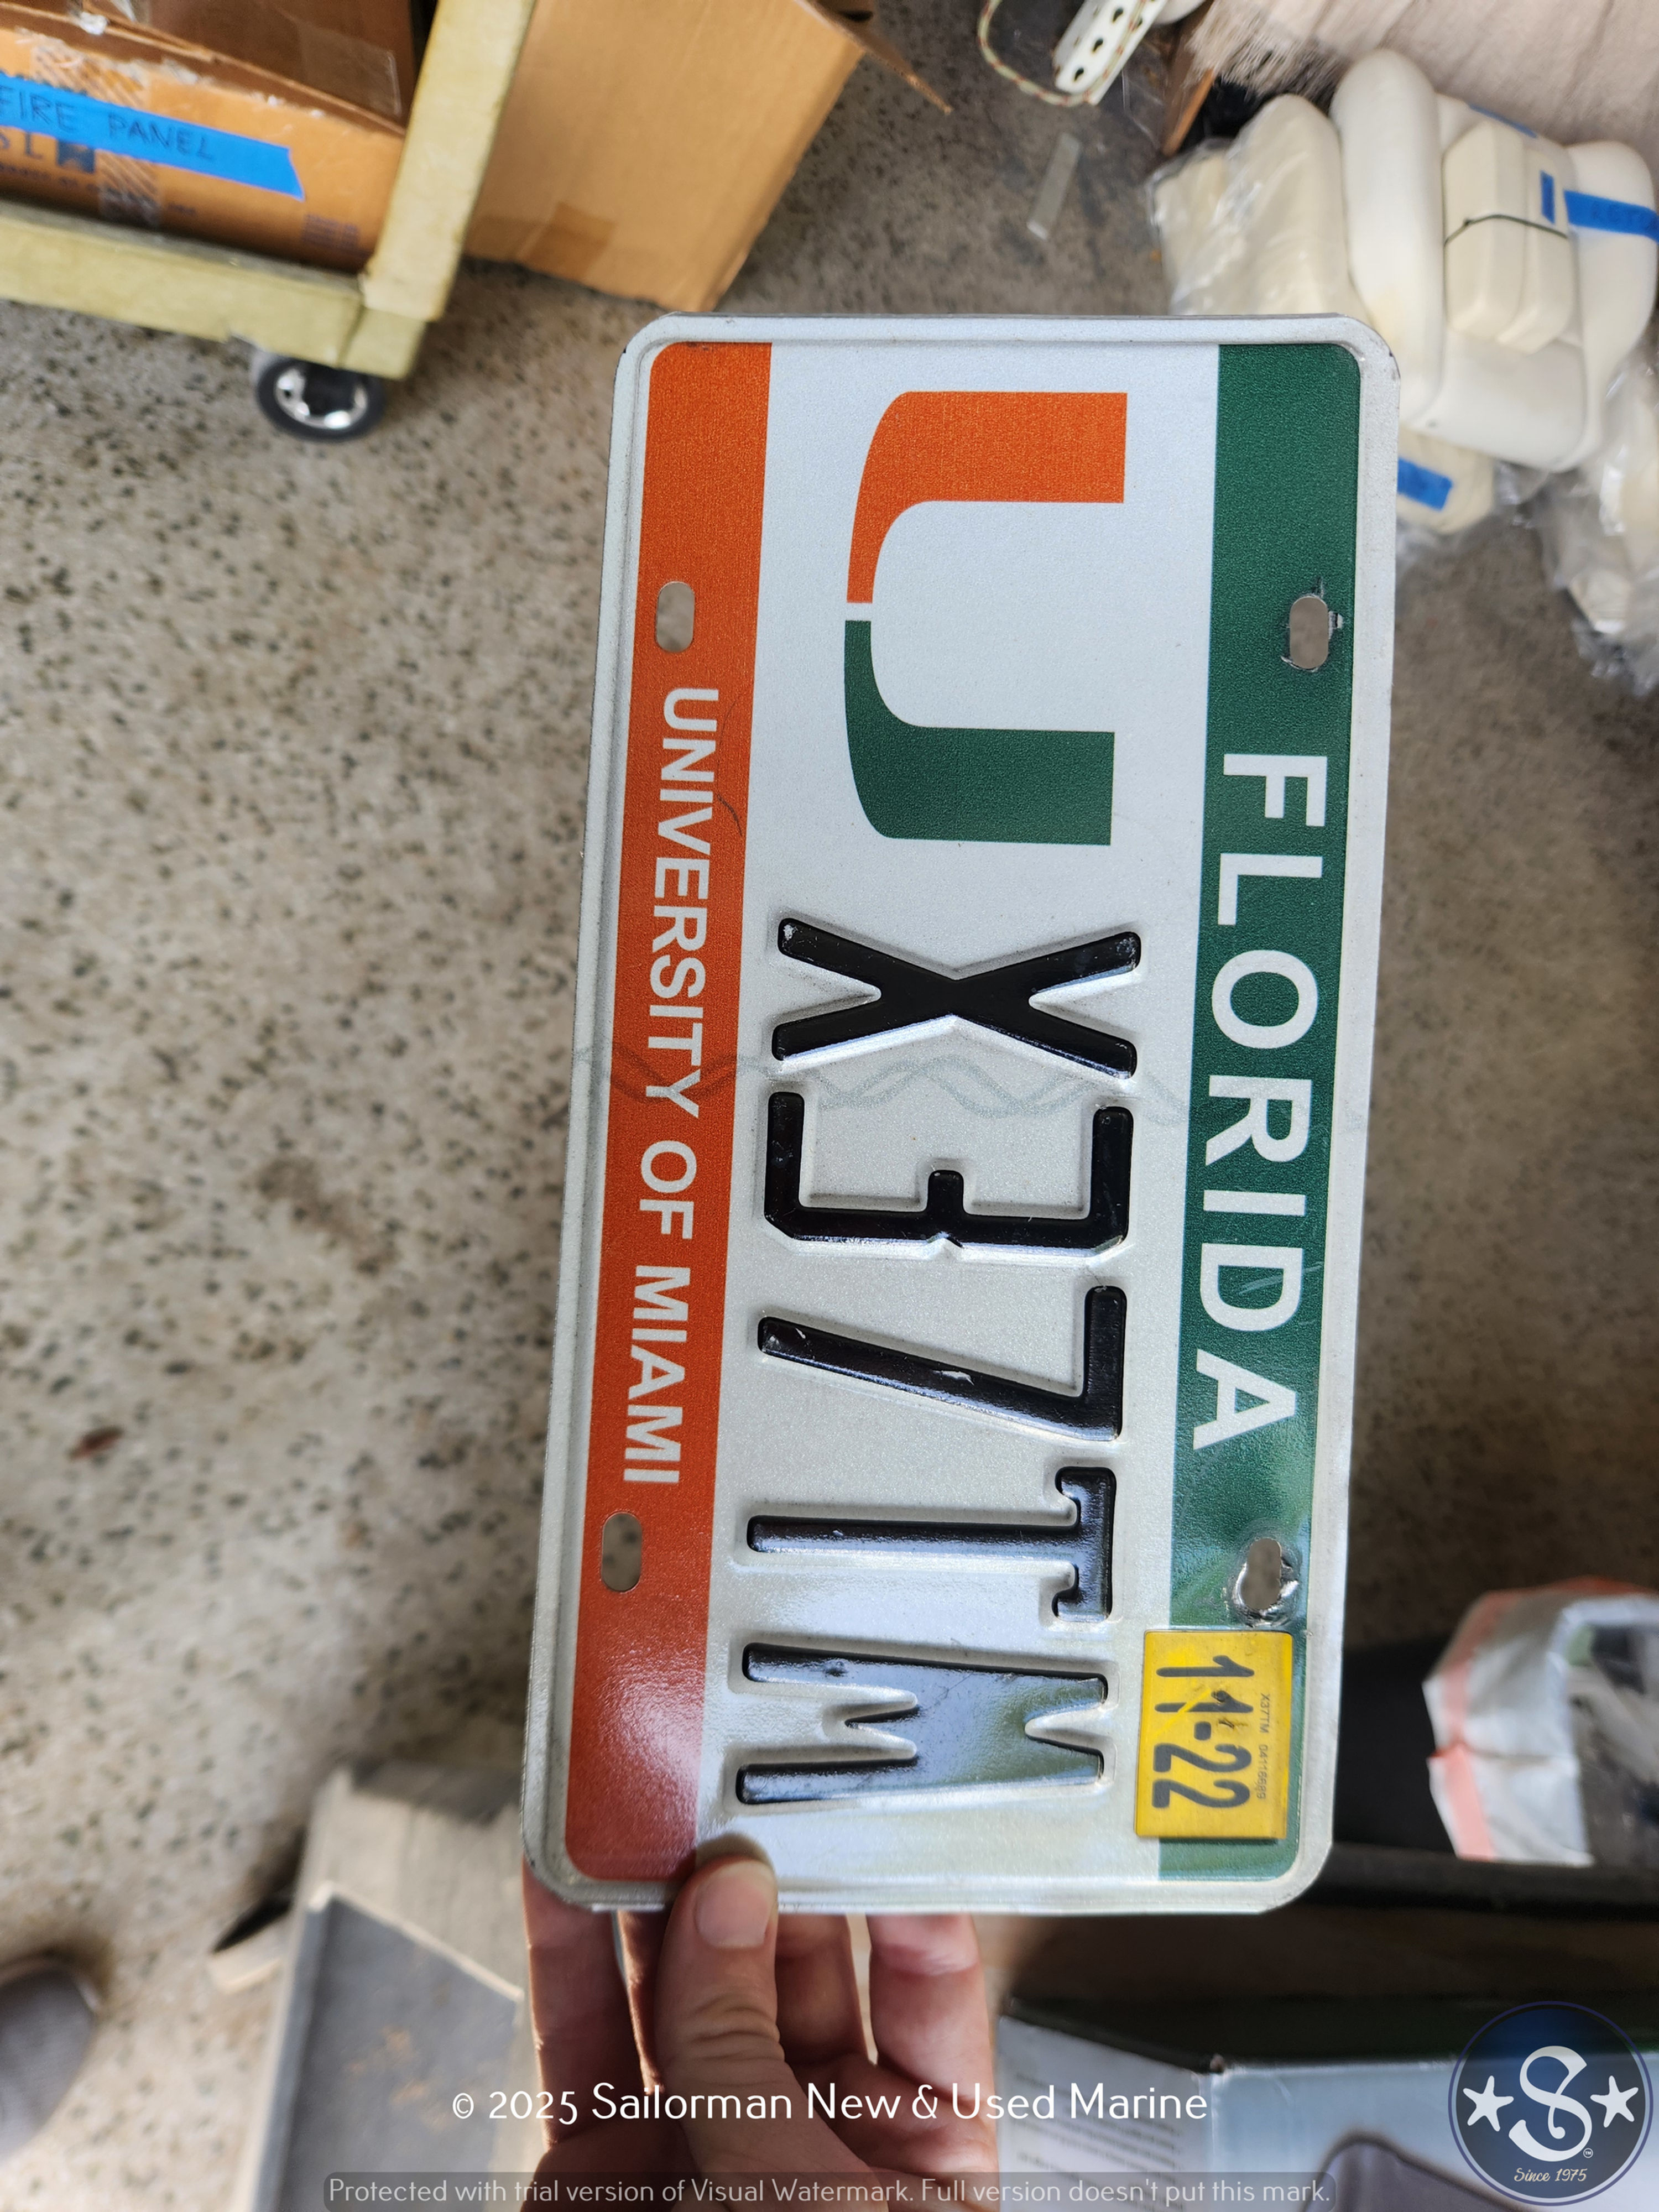 FIRE PANEL
FLORIDA
X37TM
11-22
X37TM
UNIVERSITY OF MIAMI
© 2025 Sailorman New & Used Marine
S
Since 1975
Protected with trial version of Visual Watermark. Full version doesn't put this mark.